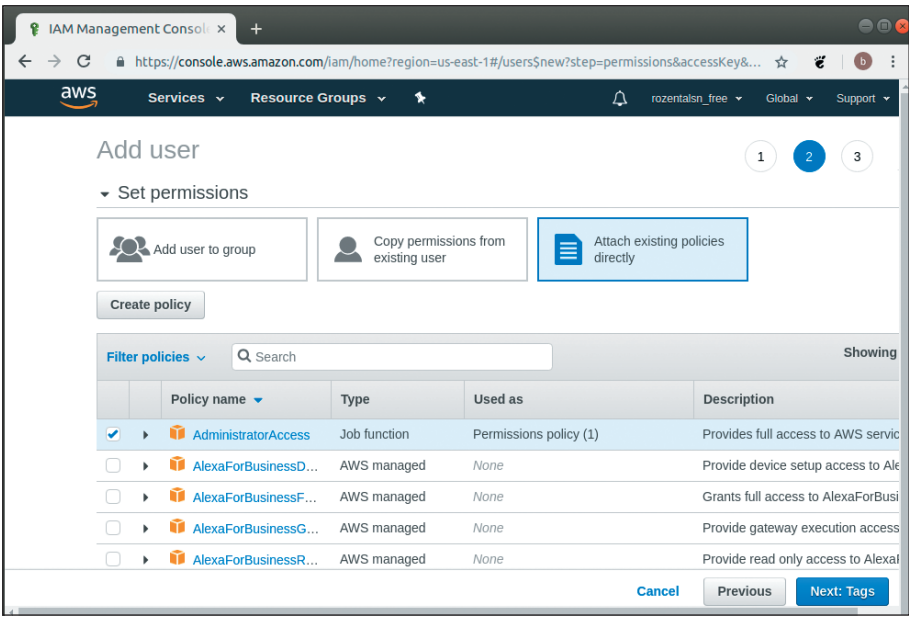 IAM Management Consol
https://console.aws.amazon.com/iam/home?region=us-east-1#/users$new?step=permissions&accessKey&...
b
aws
Services
Resource Groups
rozentalsn_free
Global
Support
Add user
1
2
3
Set permissions
Add user to group
Copy permissions from
existing user
Attach existing policies
directly
Create policy
Filter policies
Search
Showing
Policy name
Type
Used as
Description
AdministratorAccess
Job function
Permissions policy (1)
Provides full access to AWS servic
AlexaForBusinessD...
AWS managed
None
Provide device setup access to Ale
AlexaForBusinessF...
AWS managed
None
Grants full access to AlexaForBusi
AlexaForBusinessG...
AWS managed
None
Provide gateway execution access
AlexaForBusinessR...
AWS managed
None
Provide read only access to AlexaF
Cancel
Previous
Next: Tags